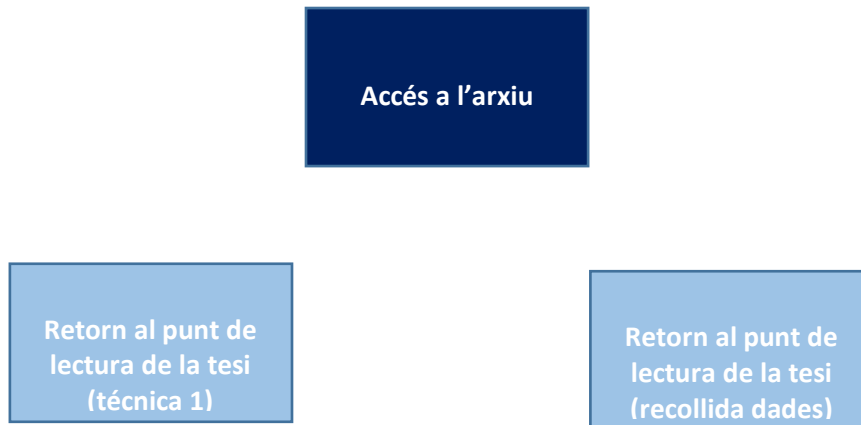 Accés a l’arxiu
Retorn al punt de
lectura de la tesi
(técnica 1)
Retorn al punt de
lectura de la tesi
(recollida dades)